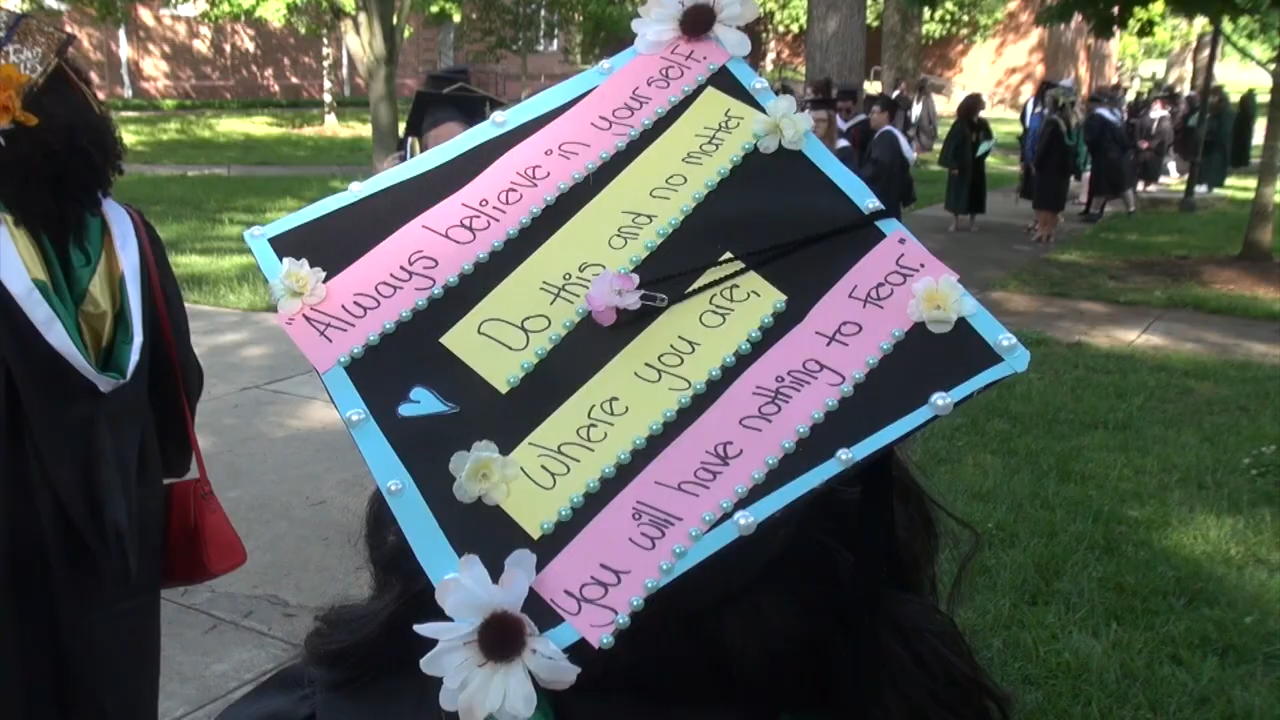 "Always believe in yourself.
Do this and no matter
Where you are,
you will have nothing to fear."